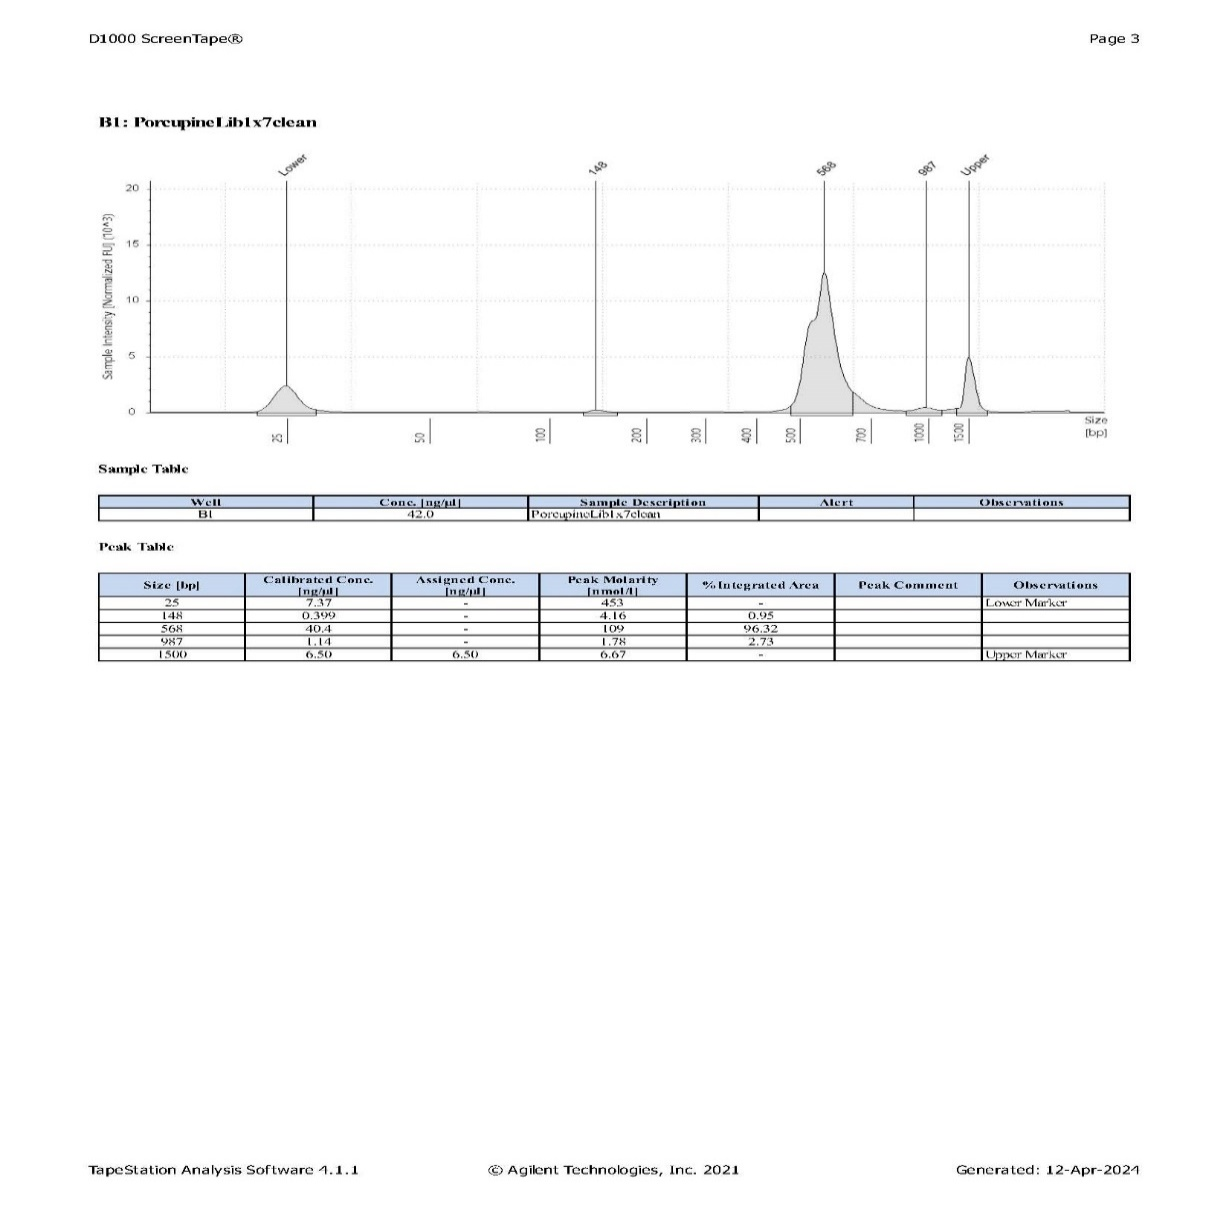 D1000 ScreenTape® Page 3
B1: PorcupineLib1x7clean
Lower 148 568 987 Upper
Sample Intensity [Normalized FU] (10^3)
20
15
10
5
0
25 50 100 200 300 400 500 700 1000 1500 Size [bp]
Sample Table
Well Conc. [ng/µl] Sample Description Alert Observations
B1 42.0 PorcupineLib1x7clean
Peak Table
Size [bp] Calibrated Conc. [ng/µl] Assigned Conc. [ng/µl] Peak Molarity [nmol/l] % Integrated Area Peak Comment Observations
25 7.37 - 453 - Lower Marker
148 0.399 - 4.16 0.95
568 40.4 - 109 96.32
987 1.14 - 1.78 2.73
1500 6.50 6.50 6.67 - Upper Marker
TapeStation Analysis Software 4.1.1 © Agilent Technologies, Inc. 2021 Generated: 12-Apr-2024